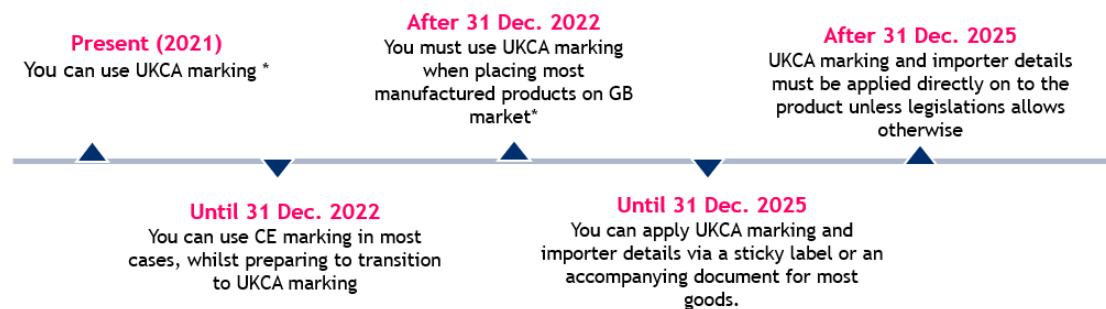 Present (2021)
You can use UKCA marking *
Until 31 Dec. 2022
You can use CE marking in most
cases, whilst preparing to transition
to UKCA marking
After 31 Dec. 2022
You must use UKCA marking
when placing most
manufactured products on GB
market*
Until 31 Dec. 2025
You can apply UKCA marking and
importer details via a sticky label or an
accompanying document for most
goods.
After 31 Dec. 2025
UKCA marking and importer details
must be applied directly on to the
product unless legislations allows
otherwise